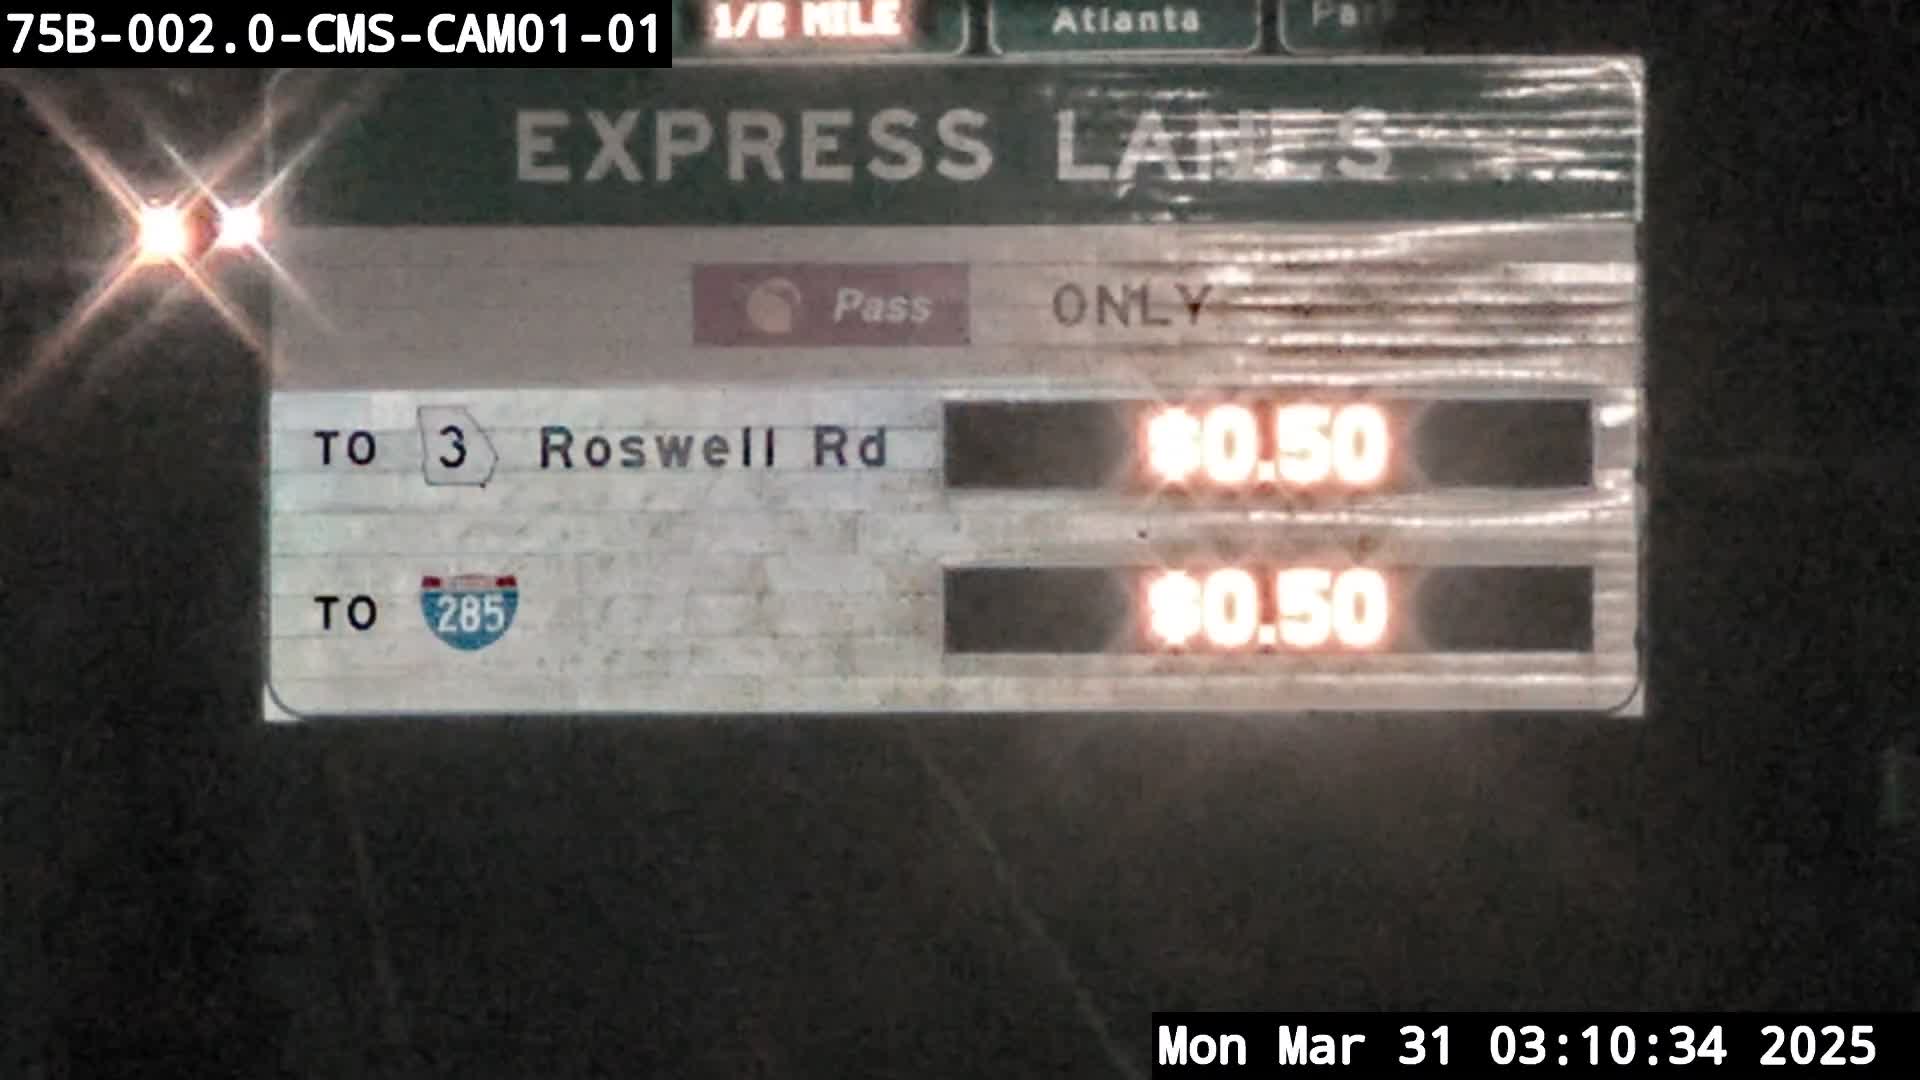 75B-002.0-CMS-CAM01-01
1/2 MILE
Atlanta
EXPRESS LANES
Pass ONLY
TO 3 Roswell Rd $0.50
TO 285 $0.50
Mon Mar 31 03:10:34 2025